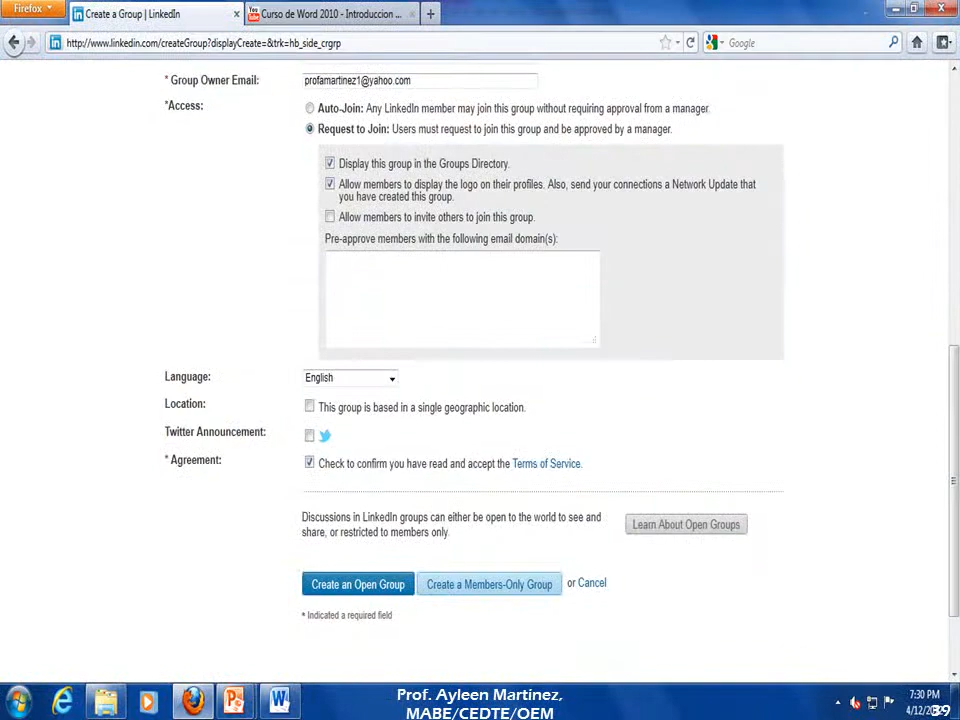 Firefox
Create a Group | LinkedIn
Curso de Word 2010 - Introduccion ...
http://www.linkedin.com/createGroup?displayCreate=&trk=hb_side_crgrp
Google
* Group Owner Email: profamartinez1@yahoo.com
*Access:
Auto-Join: Any LinkedIn member may join this group without requiring approval from a manager.
Request to Join: Users must request to join this group and be approved by a manager.
Display this group in the Groups Directory.
Allow members to display the logo on their profiles. Also, send your connections a Network Update that
you have created this group.
Allow members to invite others to join this group.
Pre-approve members with the following email domain(s):
Language: English
Location: This group is based in a single geographic location.
Twitter Announcement:
* Agreement: Check to confirm you have read and accept the Terms of Service.
Discussions in LinkedIn groups can either be open to the world to see and
share, or restricted to members only.
Learn About Open Groups
Create an Open Group Create a Members-Only Group or Cancel
* Indicated a required field
Prof. Ayleen Martínez,
MABE/CEDTE/OEM
7:30 PM
39